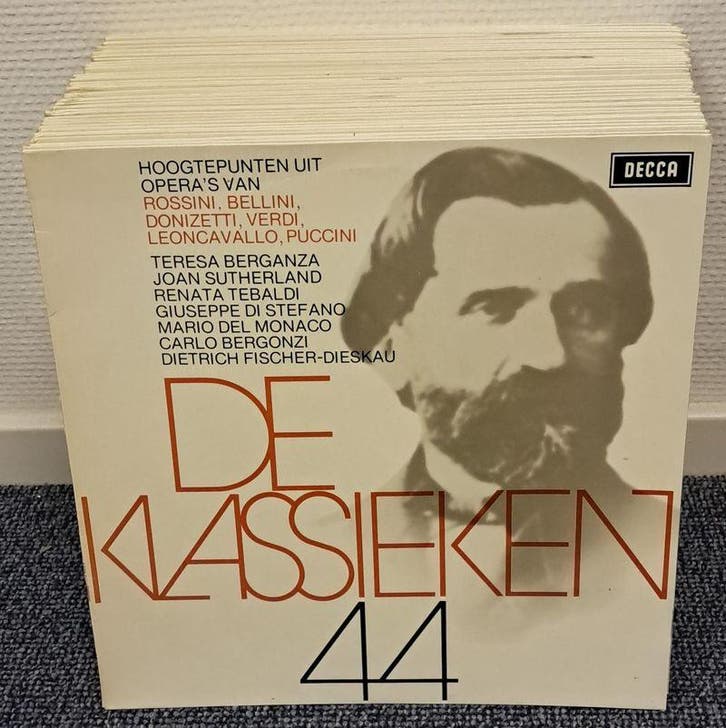 HOOGTEPUNTEN UIT
OPERA'S VAN
ROSSINI, BELLINI,
DONIZETTI, VERDI,
LEONCAVALLO, PUCCINI
TERESA BERGANZA
JOAN SUTHERLAND
RENATA TEBALDI
GIUSEPPE DI STEFANO
MARIO DEL MONACO
CARLO BERGONZI
DIETRICH FISCHER-DIESKAU
DECCA
DE
KLASSIEKEN
44